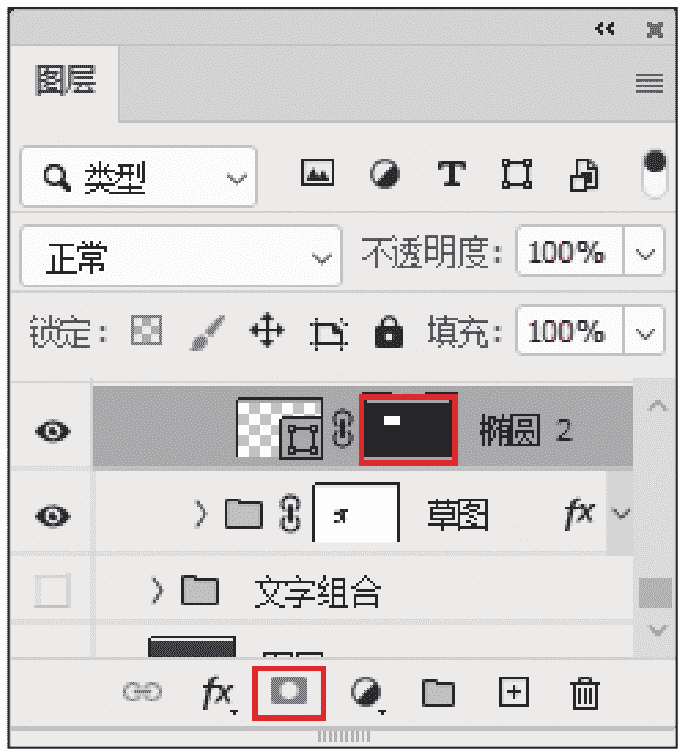 图层
类型
正常 不透明度: 100%
锁定: 填充: 100%
椭圆 2
草图 fx
文字组合
fx